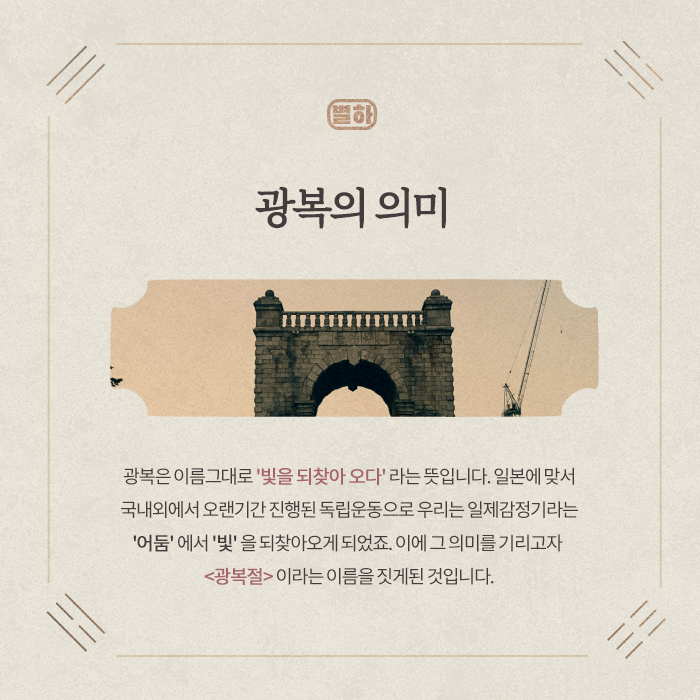 별하
광복의 의미
광복은 이름그대로 '빛을 되찾아 오다' 라는 뜻입니다. 일본에 맞서
국내외에서 오랜기간 진행된 독립운동으로 우리는 일제감정기라는
'어둠' 에서 '빛' 을 되찾아오게 되었죠. 이에 그 의미를 기리고자
<광복절> 이라는 이름을 짓게된 것입니다.